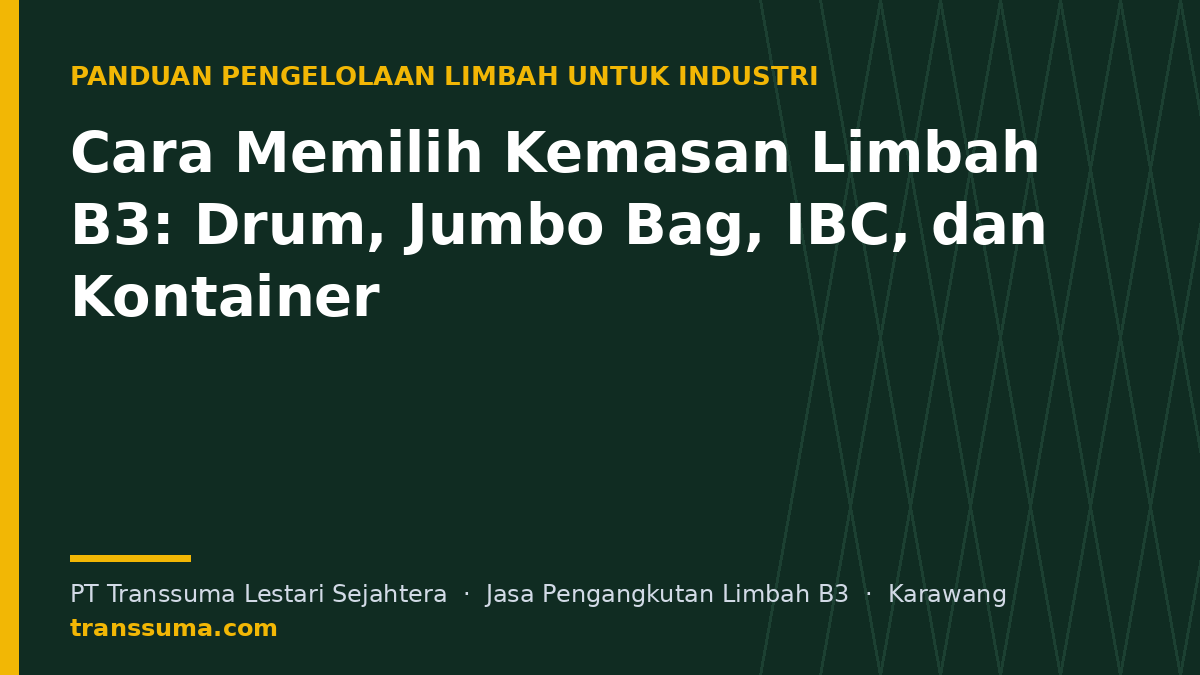 PANDUAN PENGELOLAAN LIMBAH UNTUK INDUSTRI
Cara Memilih Kemasan Limbah
B3: Drum, Jumbo Bag, IBC, dan
Kontainer
PT Transsuma Lestari Sejahtera · Jasa Pengangkutan Limbah B3 · Karawang
transsuma.com